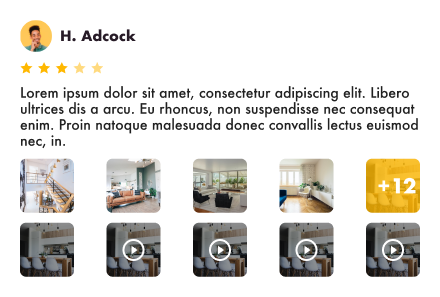 H. Adcock
Lorem ipsum dolor sit amet, consectetur adipiscing elit. Libero
ultrices dis a arcu. Eu rhoncus, non suspendisse nec consequat
enim. Proin natoque malesuada donec convallis lectus euismod
nec, in.
+12